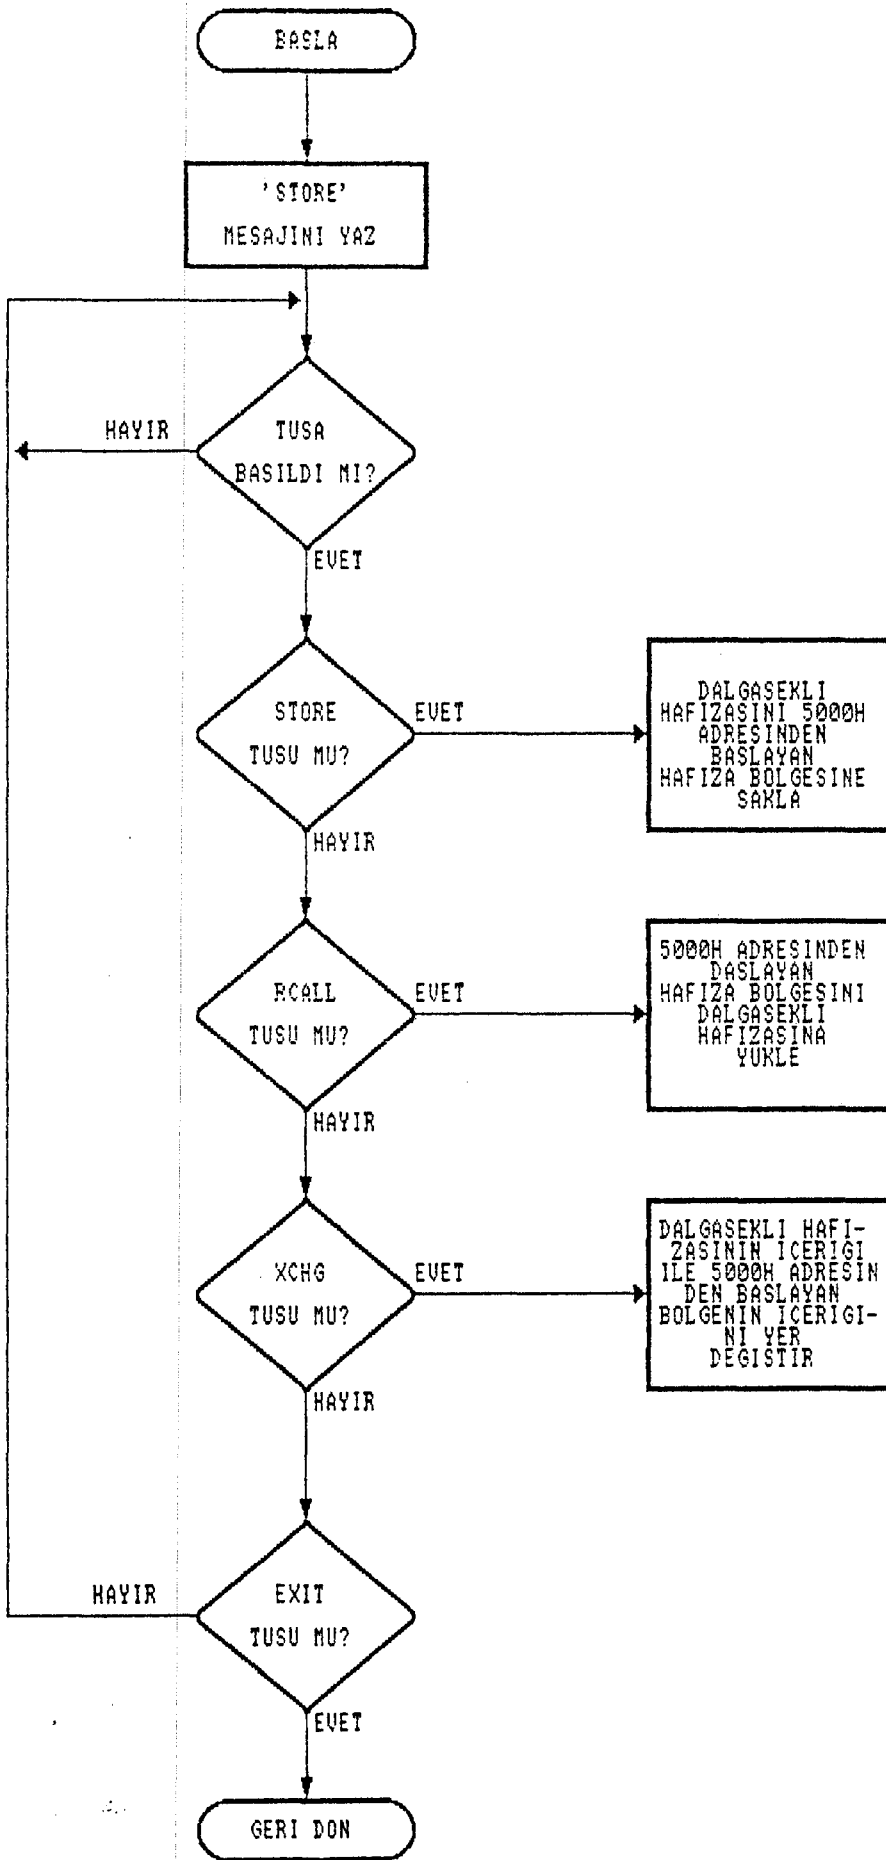 BASLA
'STORE'
MESAJINI YAZ
HAYIR
TUSA
BASILDI MI?
EVET
STORE
TUSU MU?
EVET
DALGASEKLI
HAFIZASINI 5000H
ADRESINDEN
BASLAYAN
HAFIZA BOLGESINE
SAKLA
HAYIR
RCALL
TUSU MU?
EVET
5000H ADRESINDEN
DASLAYAN
HAFIZA BOLGESINI
DALGASEKLI
HAFIZASINA
YUKLE
HAYIR
XCHG
TUSU MU?
EVET
DALGASEKLI HAFI-
ZASININ ICERIGI
ILE 5000H ADRESIN
DEN BASLAYAN
BOLGENIN ICERIGI-
NI YER
DEGISTIR
HAYIR
HAYIR
EXIT
TUSU MU?
EVET
GERI DON